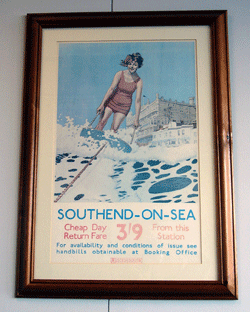 SOUTHEND-ON-SEA
Cheap Day 3'9 From this
Return Fare Station
For availability and conditions of issue see
handbills obtainable at Booking Office